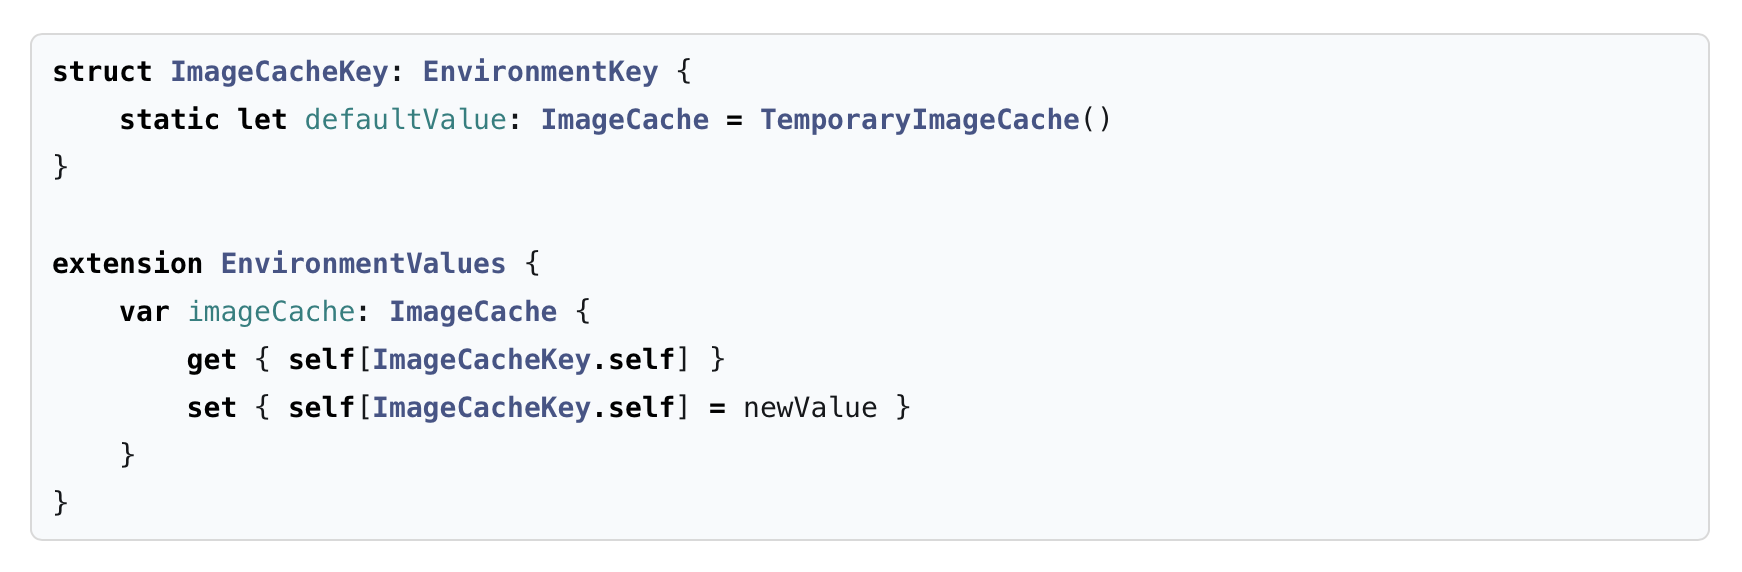 struct ImageCacheKey: EnvironmentKey {
    static let defaultValue: ImageCache = TemporaryImageCache()
}

extension EnvironmentValues {
    var imageCache: ImageCache {
        get { self[ImageCacheKey.self] }
        set { self[ImageCacheKey.self] = newValue }
    }
}